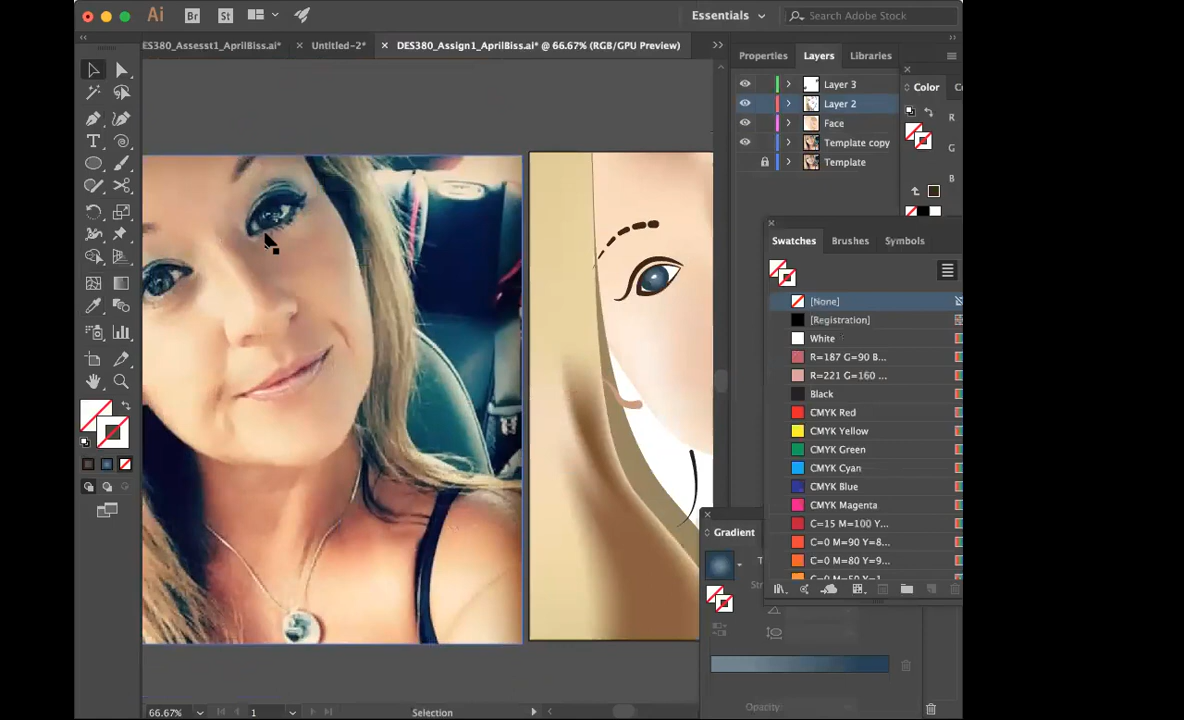 Ai Br St Essentials Search Adobe Stock
DES380_Assesst1_AprilBiss.ai* Untitled-2* DES380_Assign1_AprilBiss.ai* @ 66.67% (RGB/GPU Preview)
Properties Layers Libraries
Layer 3
Layer 2
Face
Template copy
Template
Color
R
G
B
Swatches Brushes Symbols
[None]
[Registration]
White
R=187 G=90 B...
R=221 G=160 ...
Black
CMYK Red
CMYK Yellow
CMYK Green
CMYK Cyan
CMYK Blue
CMYK Magenta
C=15 M=100 Y...
C=0 M=90 Y=8...
C=0 M=80 Y=9...
Gradient
Opacity:
66.67% 1 Selection